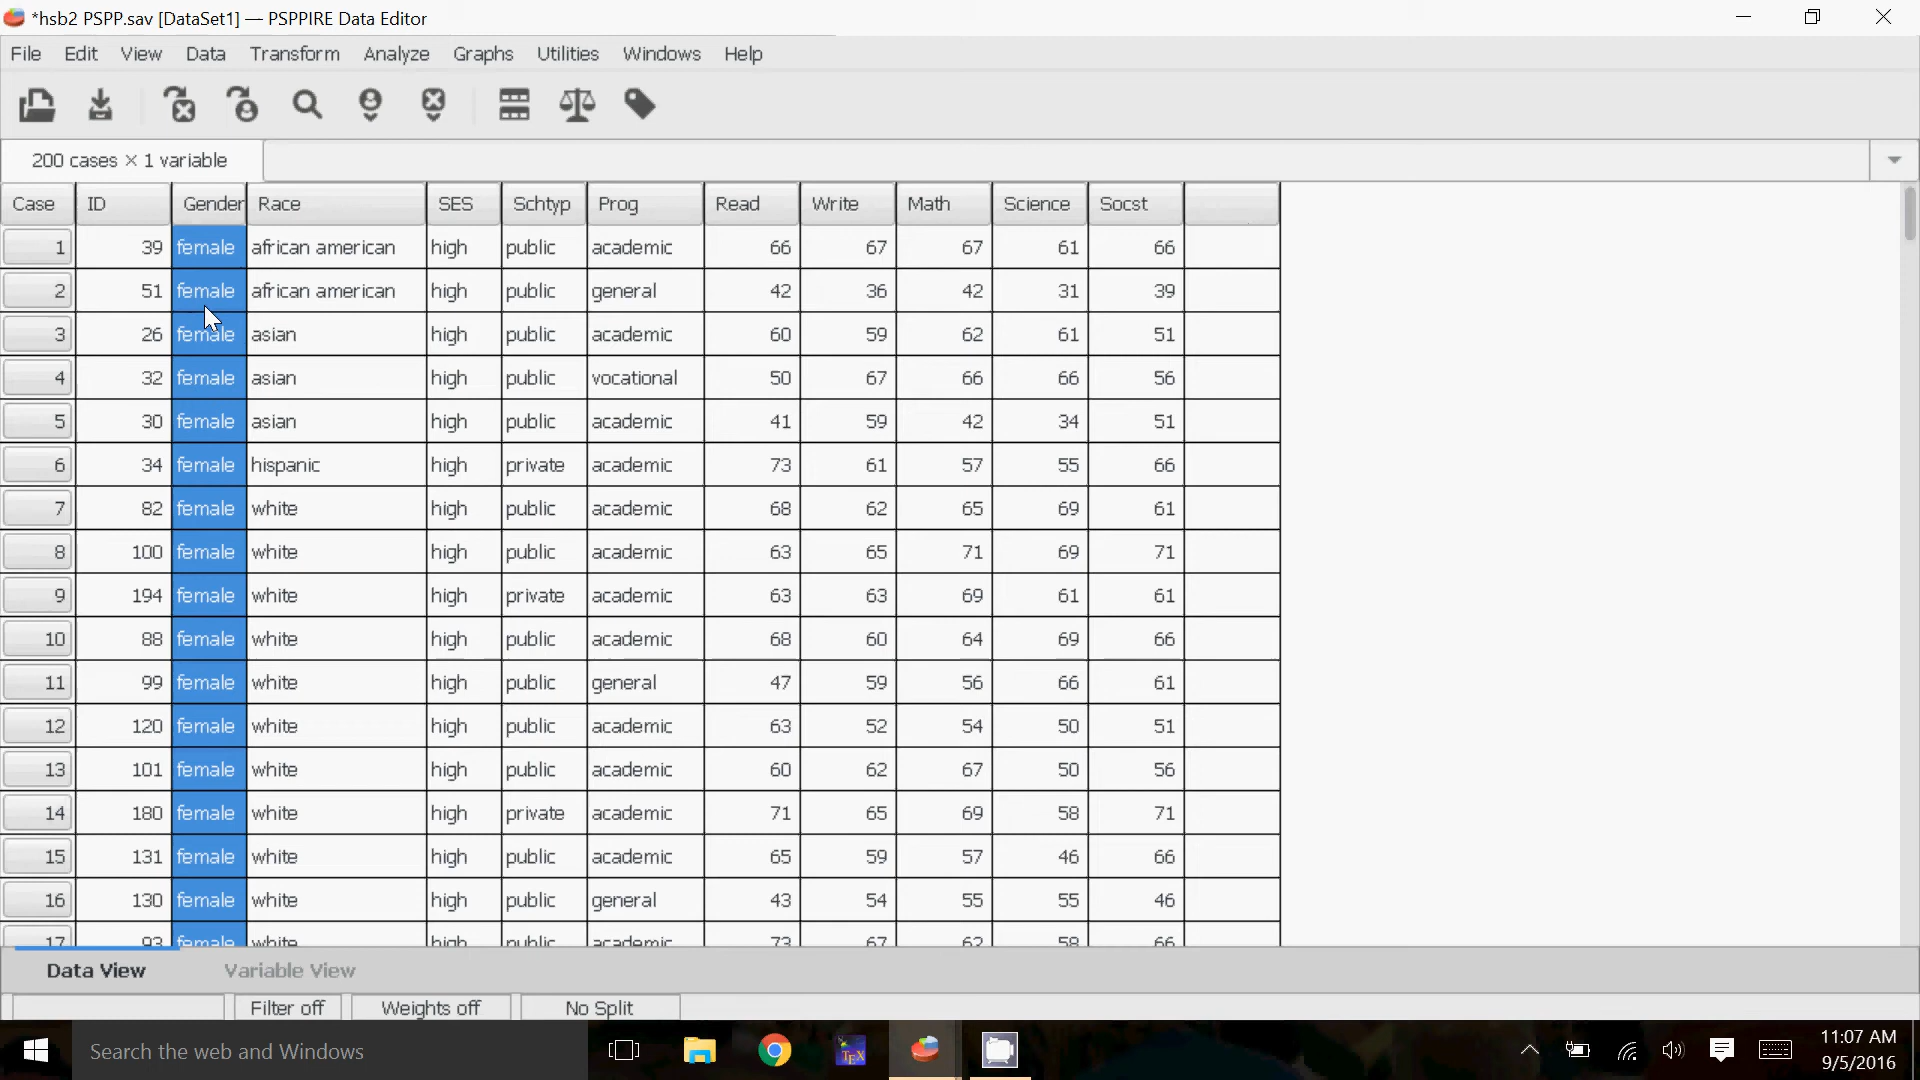 *hsb2 PSPP.sav [DataSet1] — PSPPIRE Data Editor
File Edit View Data Transform Analyze Graphs Utilities Windows Help
200 cases × 1 variable
Case ID Gender Race SES Schtyp Prog Read Write Math Science Socst
1 39 female african american high public academic 66 67 67 61 66
2 51 female african american high public general 42 36 42 31 39
3 26 female asian high public academic 60 59 62 61 51
4 32 female asian high public vocational 50 67 66 66 56
5 30 female asian high public academic 41 59 42 34 51
6 34 female hispanic high private academic 73 61 57 55 66
7 82 female white high public academic 68 62 65 69 61
8 100 female white high public academic 63 65 71 69 71
9 194 female white high private academic 63 63 69 61 61
10 88 female white high public academic 68 60 64 69 66
11 99 female white high public general 47 59 56 66 61
12 120 female white high public academic 63 52 54 50 51
13 101 female white high public academic 60 62 67 50 56
14 180 female white high private academic 71 65 69 58 71
15 131 female white high public academic 65 59 57 46 66
16 130 female white high public general 43 54 55 55 46
17 93 female white high public academic 73 67 62 58 66
Data View Variable View
Filter off Weights off No Split
Search the web and Windows
TEX
11:07 AM
9/5/2016